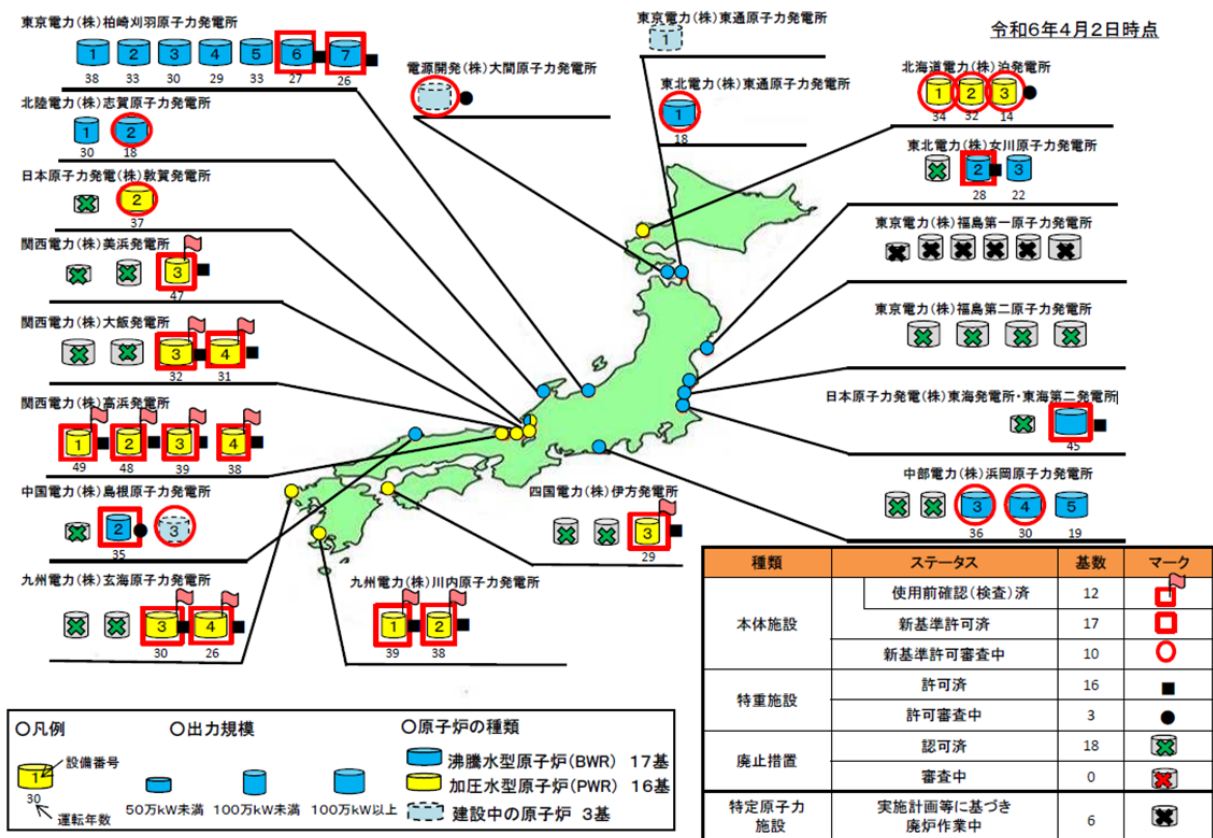 令和6年4月2日時点
東京電力(株)柏崎刈羽原子力発電所
1 2 3 4 5 6 7
38 33 30 29 33 27 26
北陸電力(株)志賀原子力発電所
1 2
30 18
日本原子力発電(株)敦賀発電所
2
37
関西電力(株)美浜発電所
3
47
関西電力(株)大飯発電所
3 4
32 31
関西電力(株)高浜発電所
1 2 3 4
49 48 39 38
中国電力(株)島根原子力発電所
2 3
35
九州電力(株)玄海原子力発電所
3 4
30 26
九州電力(株)川内原子力発電所
1 2
39 38
電源開発(株)大間原子力発電所
東京電力(株)東通原子力発電所
1
東北電力(株)東通原子力発電所
1
18
北海道電力(株)泊発電所
1 2 3
34 32 14
東北電力(株)女川原子力発電所
2 3
28 22
東京電力(株)福島第一原子力発電所
東京電力(株)福島第二原子力発電所
日本原子力発電(株)東海発電所・東海第二発電所
45
中部電力(株)浜岡原子力発電所
3 4 5
36 30 19
四国電力(株)伊方発電所
3
29
種類 ステータス 基数 マーク
本体施設 使用前確認(検査)済 12
新基準許可済 17
新基準許可審査中 10
特重施設 許可済 16
許可審査中 3
廃止措置 認可済 18
審査中 0
特定原子力
施設
実施計画等に基づき
廃炉作業中
6
○凡例
1
設備番号
30
運転年数
○出力規模
50万kW未満 100万kW未満 100万kW以上
○原子炉の種類
沸騰水型原子炉(BWR) 17基
加圧水型原子炉(PWR) 16基
建設中の原子炉 3基